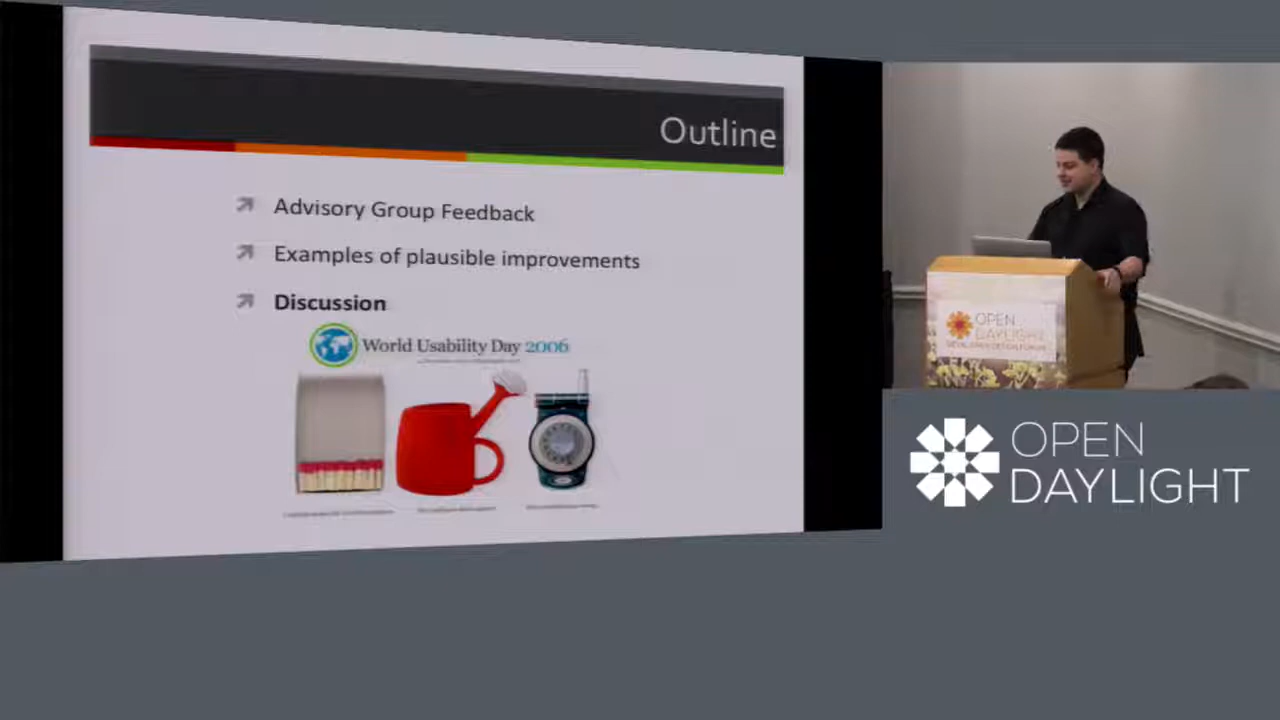 Outline
Advisory Group Feedback
Examples of plausible improvements
Discussion
World Usability Day 2006
OPEN
DAYLIGHT
OPEN
DAYLIGHT